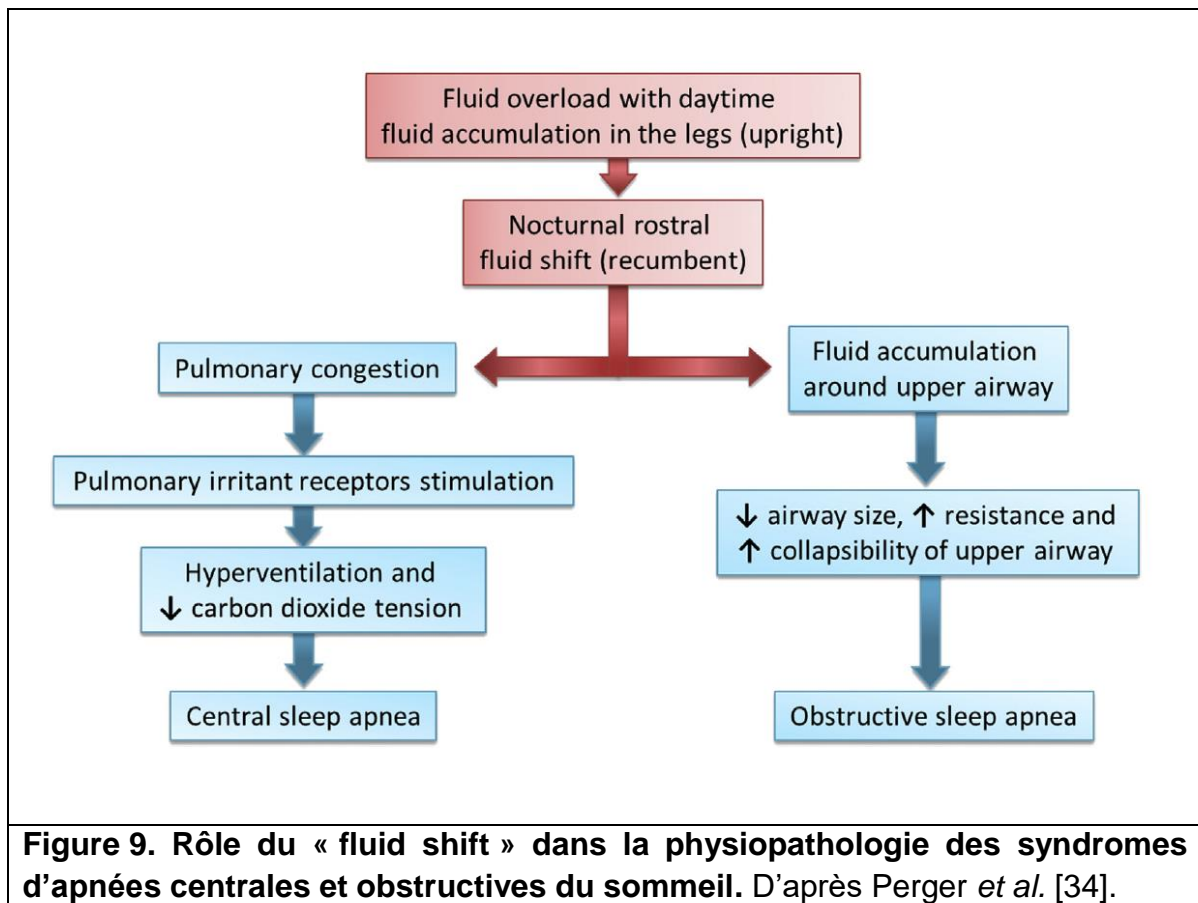 Fluid overload with daytime
fluid accumulation in the legs (upright)
Nocturnal rostral
fluid shift (recumbent)
Pulmonary congestion
Pulmonary irritant receptors stimulation
Hyperventilation and
↓ carbon dioxide tension
Central sleep apnea
Fluid accumulation
around upper airway
↓ airway size, ↑ resistance and
↑ collapsibility of upper airway
Obstructive sleep apnea
Figure 9. Rôle du « fluid shift » dans la physiopathologie des syndromes
d’apnées centrales et obstructives du sommeil. D’après Perger et al. [34].